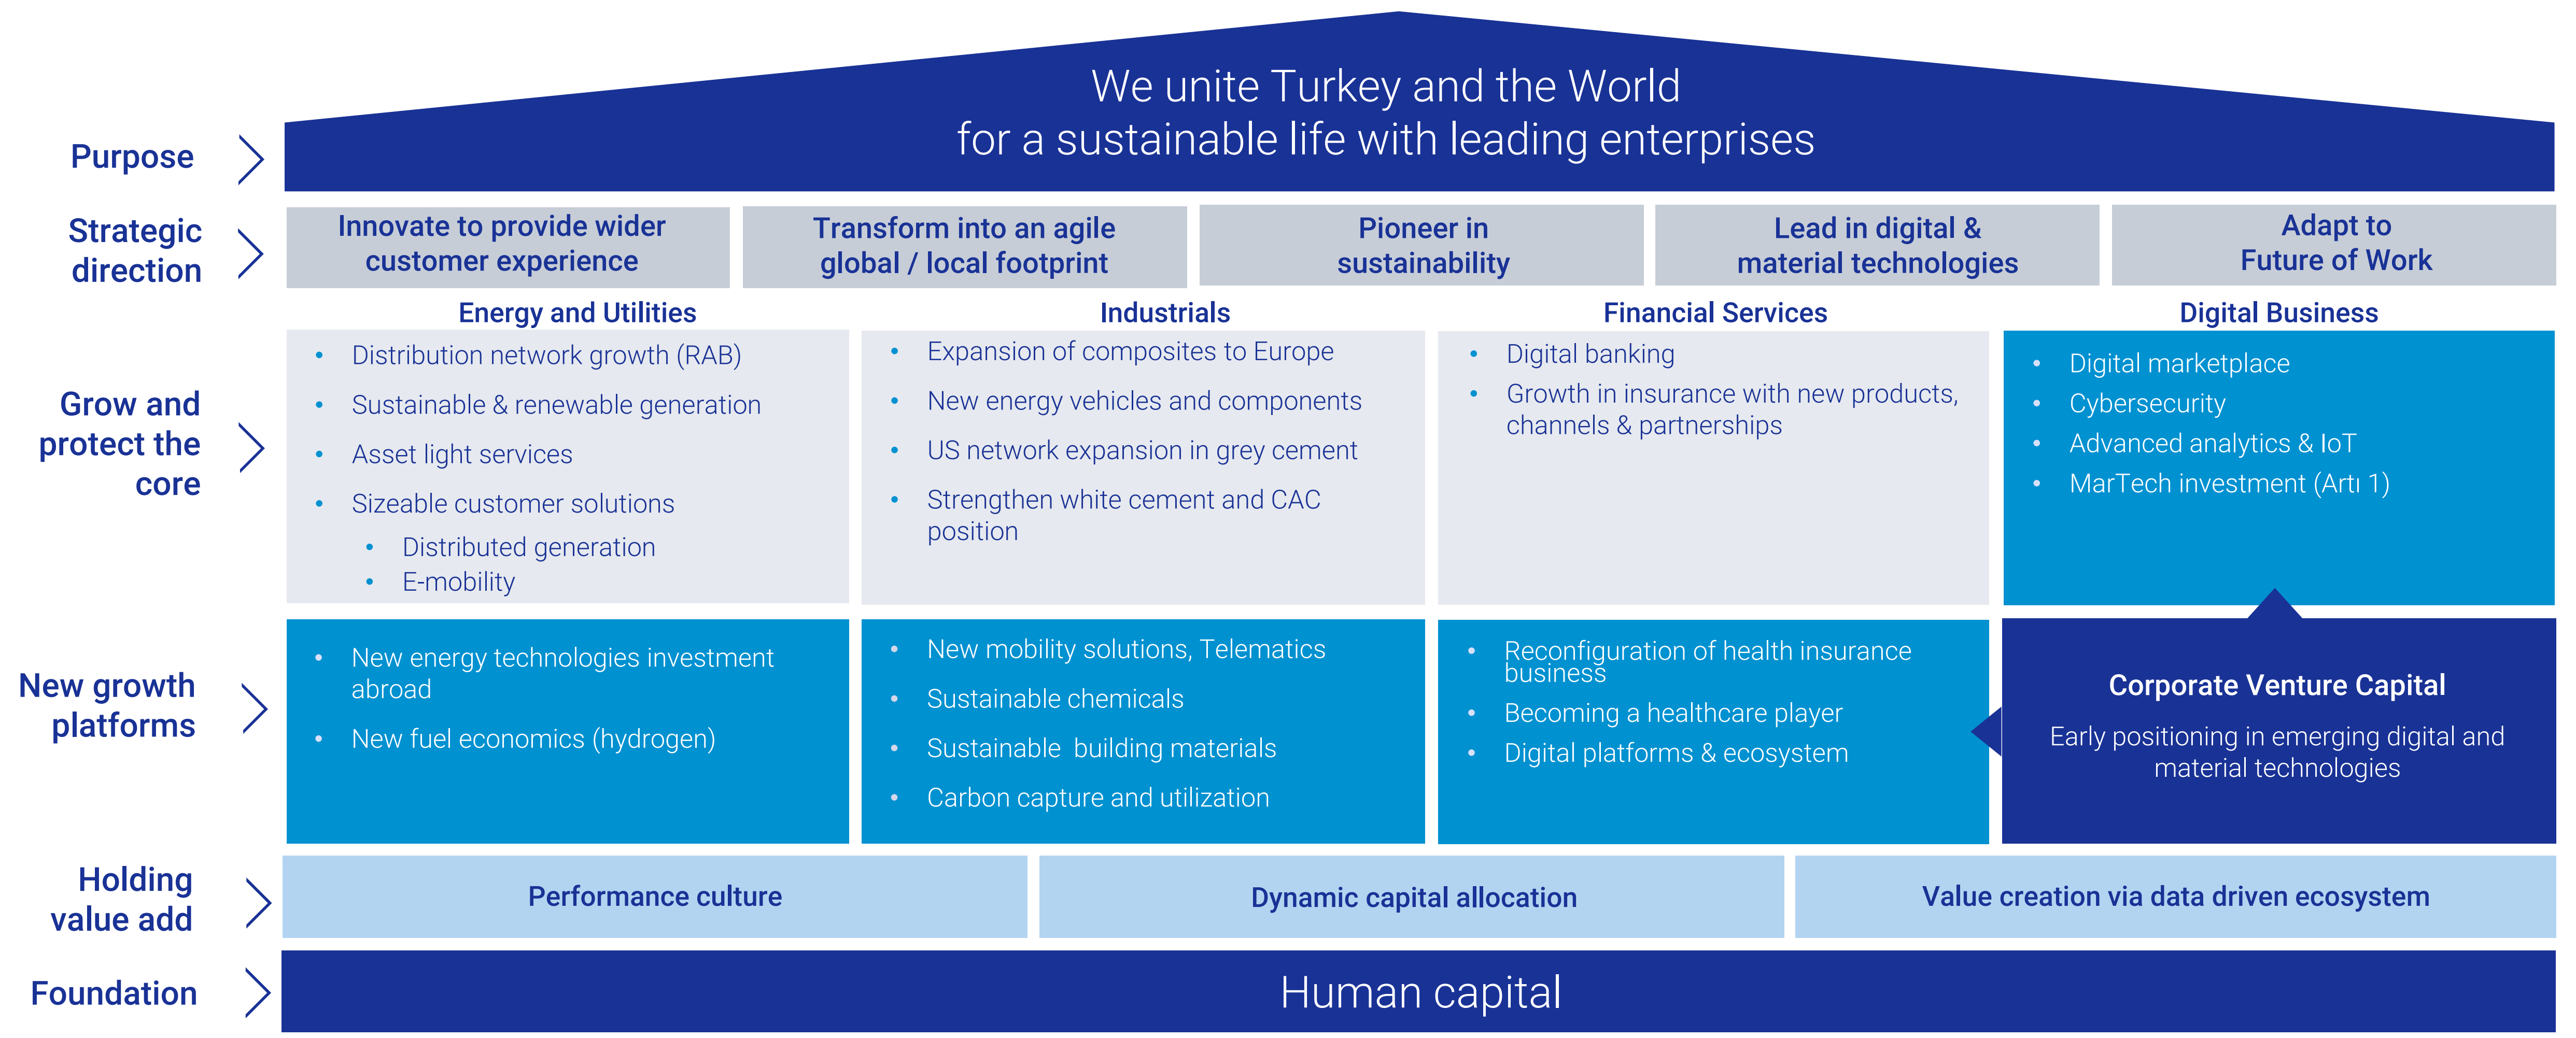 We unite Turkey and the World
for a sustainable life with leading enterprises
Purpose
Strategic
direction
Innovate to provide wider
customer experience
Transform into an agile
global / local footprint
Pioneer in
sustainability
Lead in digital &
material technologies
Adapt to
Future of Work
Energy and Utilities
Industrials
Financial Services
Digital Business
Grow and
protect the
core
• Distribution network growth (RAB)
• Sustainable & renewable generation
• Asset light services
• Sizeable customer solutions
• Distributed generation
• E-mobility
• Expansion of composites to Europe
• New energy vehicles and components
• US network expansion in grey cement
• Strengthen white cement and CAC
position
• Digital banking
• Growth in insurance with new products,
channels & partnerships
• Digital marketplace
• Cybersecurity
• Advanced analytics & IoT
• MarTech investment (Artı 1)
New growth
platforms
• New energy technologies investment
abroad
• New fuel economics (hydrogen)
• New mobility solutions, Telematics
• Sustainable chemicals
• Sustainable building materials
• Carbon capture and utilization
• Reconfiguration of health insurance
business
• Becoming a healthcare player
• Digital platforms & ecosystem
Corporate Venture Capital
Early positioning in emerging digital and
material technologies
Holding
value add
Performance culture
Dynamic capital allocation
Value creation via data driven ecosystem
Foundation
Human capital